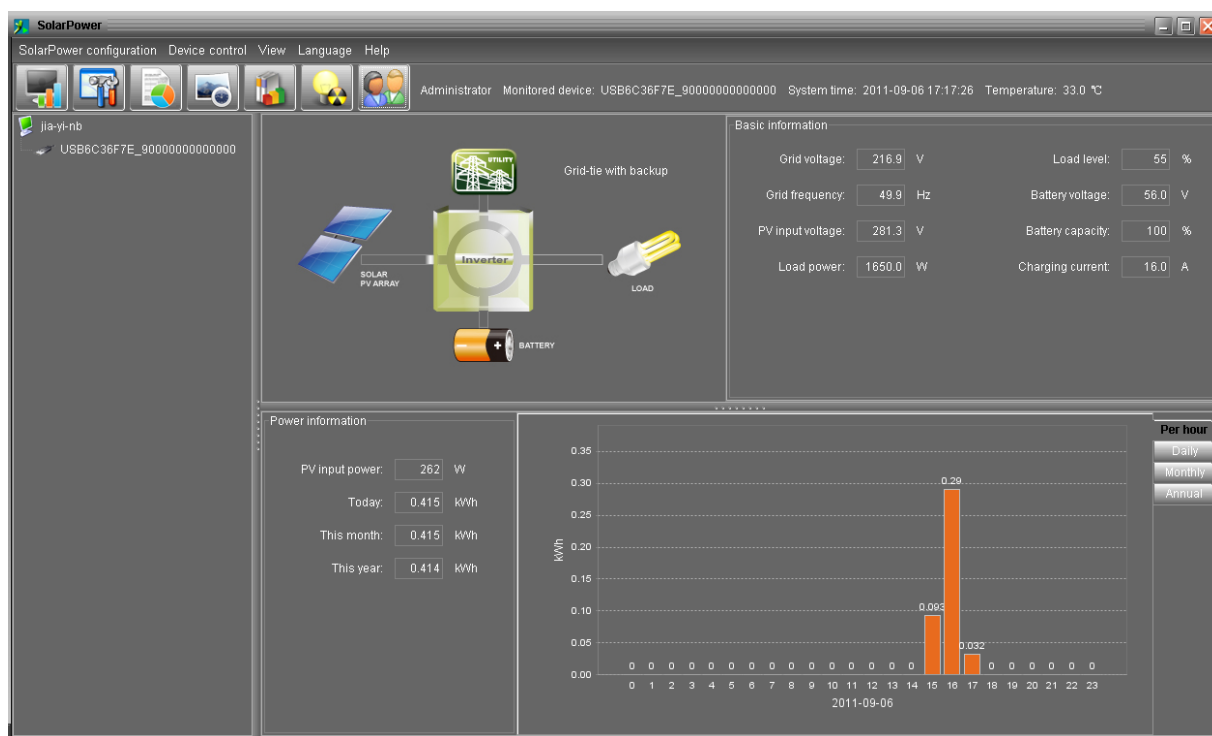 SolarPower
SolarPower configuration Device control View Language Help
Administrator Monitored device: USB6C36F7E_90000000000000 System time: 2011-09-06 17:17:26 Temperature: 33.0 ℃
jia-yi-nb
USB6C36F7E_90000000000000
UTILITY
Grid-tie with backup
Inverter
SOLAR
PV ARRAY
LOAD
BATTERY
Basic information
Grid voltage: 216.9 V Load level: 55 %
Grid frequency: 49.9 Hz Battery voltage: 56.0 V
PV input voltage: 281.3 V Battery capacity: 100 %
Load power: 1650.0 W Charging current: 16.0 A
Power information
PV input power: 262 W
Today: 0.415 kWh
This month: 0.415 kWh
This year: 0.414 kWh
Per hour
Daily
Monthly
Annual
kWh
0.35
0.30
0.25
0.20
0.15
0.10
0.05
0.00
0.29
0.093
0.032
0 0 0 0 0 0 0 0 0 0 0 0 0 0 0 0 0 0 0 0 0
0 1 2 3 4 5 6 7 8 9 10 11 12 13 14 15 16 17 18 19 20 21 22 23
2011-09-06